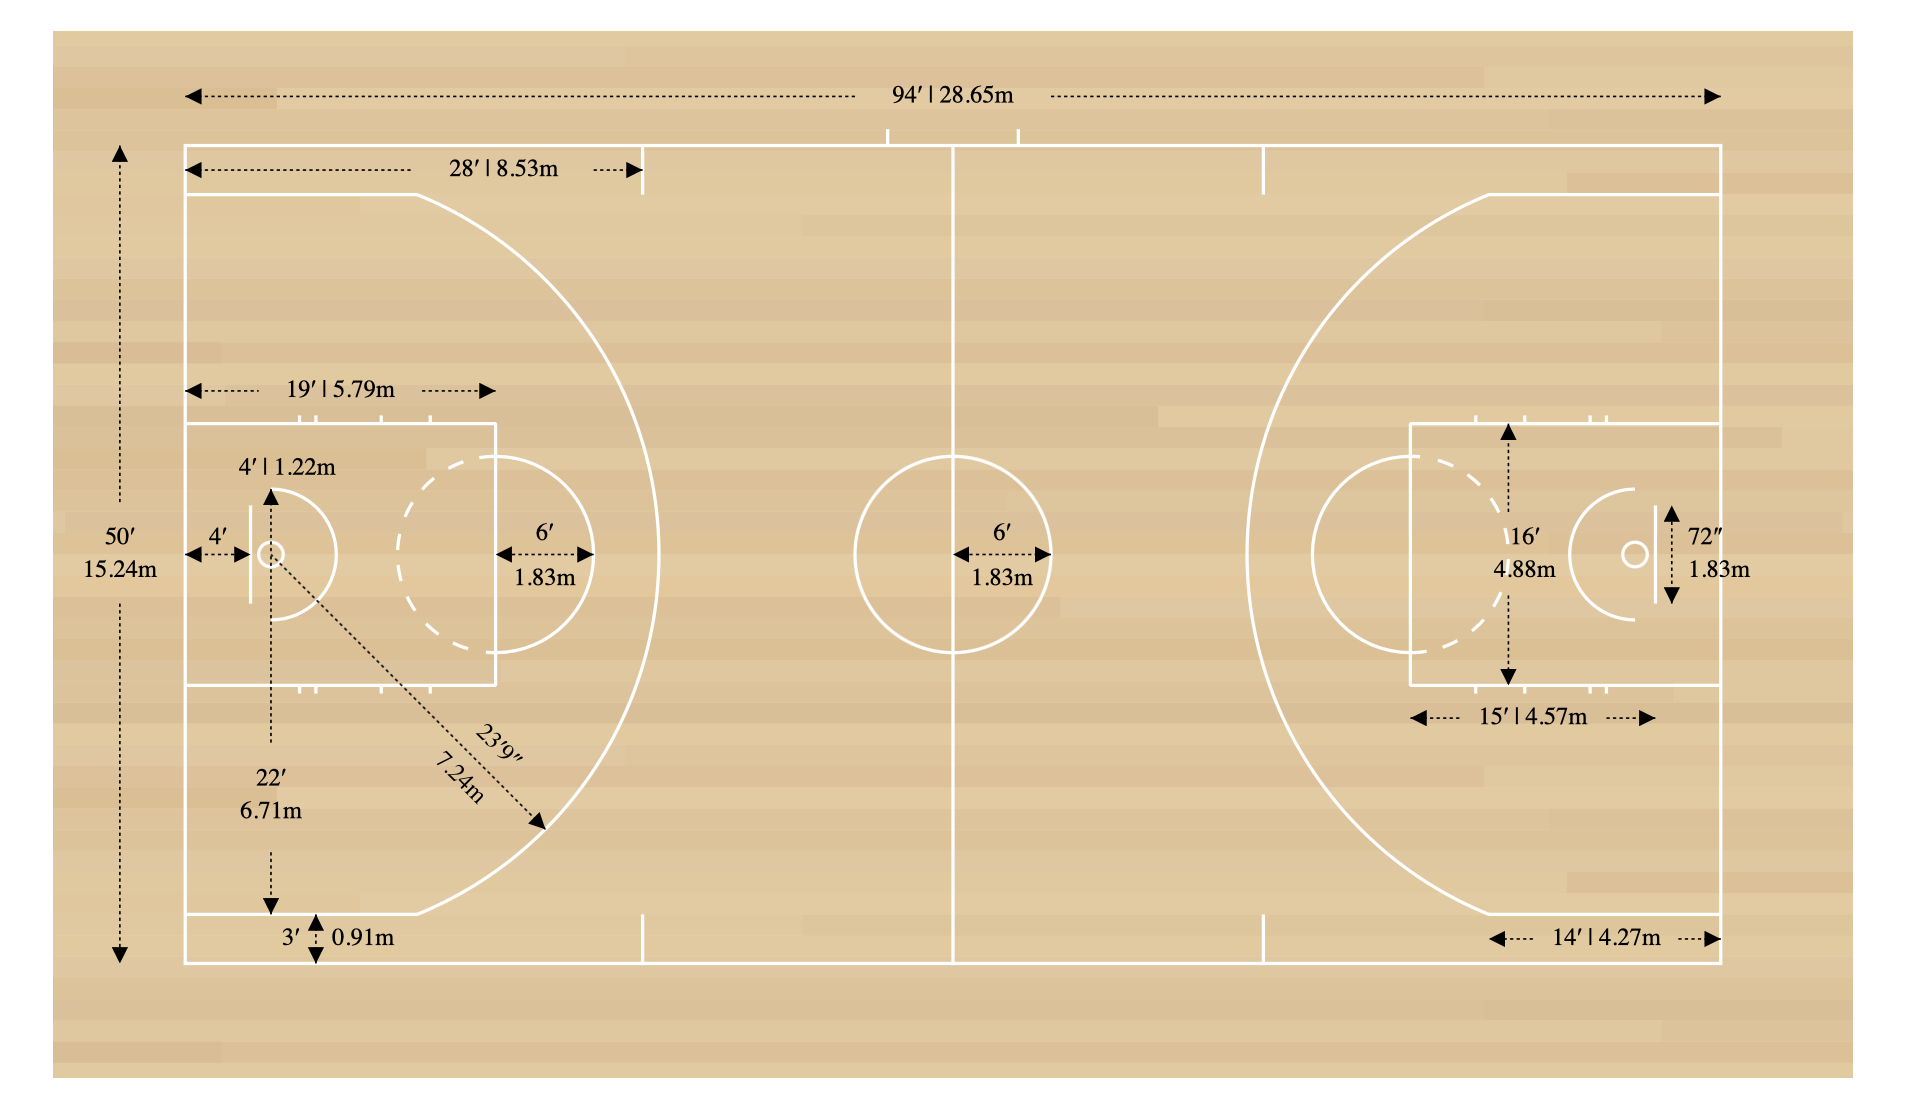 94′ | 28.65m
28′ | 8.53m
19′ | 5.79m
4′ | 1.22m
50′
15.24m
4′
6′
1.83m
6′
1.83m
16′
4.88m
72″
1.83m
15′ | 4.57m
23′9″
7.24m
22′
6.71m
3′ 0.91m
14′ | 4.27m